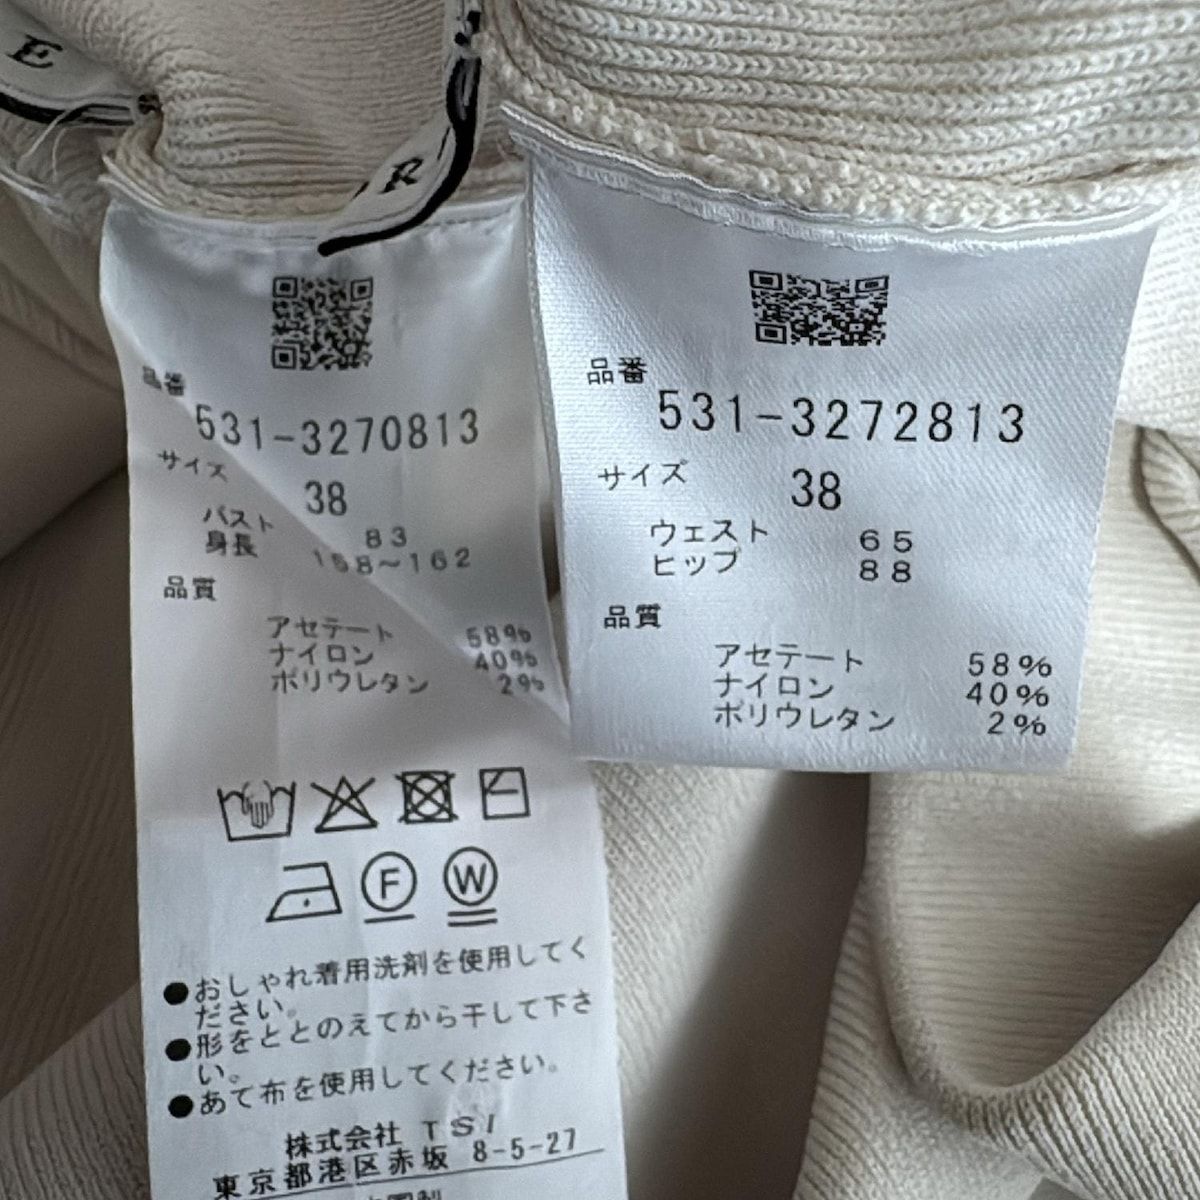 E
R
品番
531-3270813
サイズ
38
バスト 83
身長 158～162
品質
アセテート 58%
ナイロン 40%
ポリウレタン 2%
F W
●おしゃれ着用洗剤を使用してく
ださい。
●形をととのえてから干して下さ
い。
●あて布を使用してください。
株式会社 TSI
東京都港区赤坂 8-5-27
品番
531-3272813
サイズ
38
ウェスト 65
ヒップ 88
品質
アセテート 58%
ナイロン 40%
ポリウレタン 2%